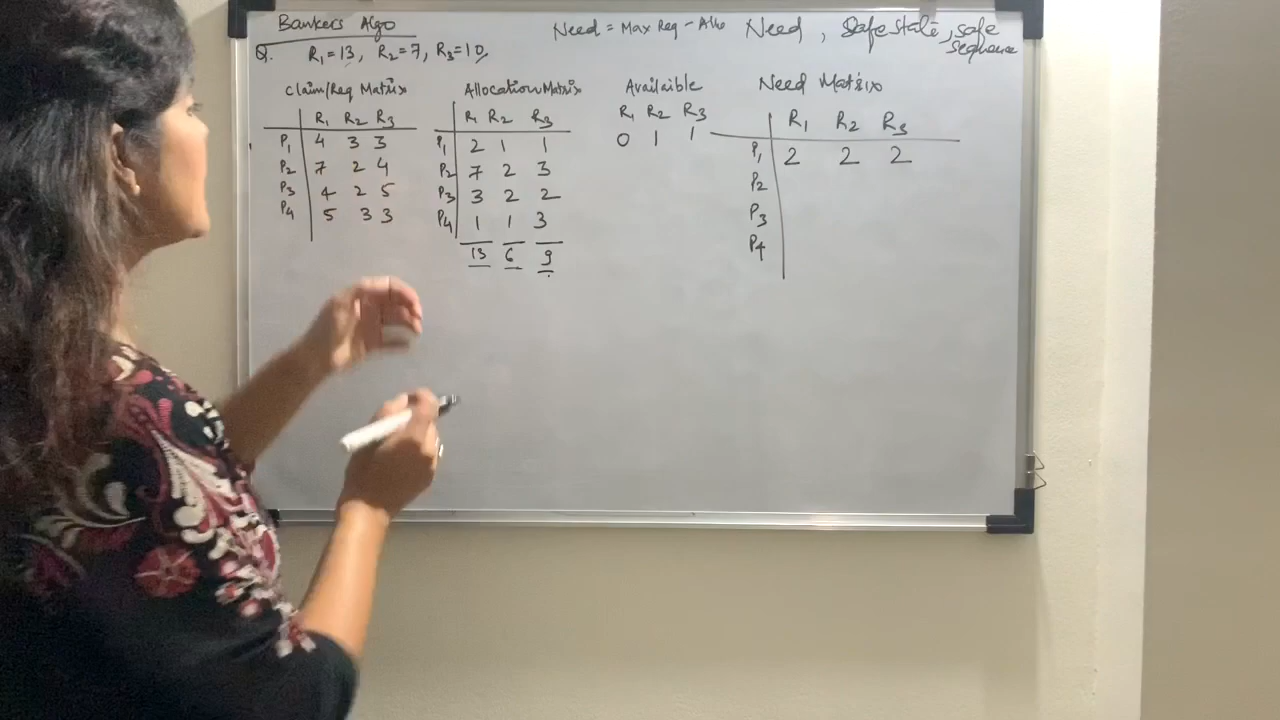 Bankers Algo
Need = Max Req - Allo
Need, Safe state, safe sequence
Q. R1 = 13, R2 = 7, R3 = 10
Claim/Req Matrix
R1 R2 R3
P1 4 3 3
P2 7 2 4
P3 4 2 5
P4 5 3 3
Allocation Matrix
R1 R2 R3
P1 2 1 1
P2 7 2 3
P3 3 2 2
P4 1 1 3
13 6 9
Available
R1 R2 R3
0 1 1
Need Matrix
R1 R2 R3
P1 2 2 2
P2
P3
P4